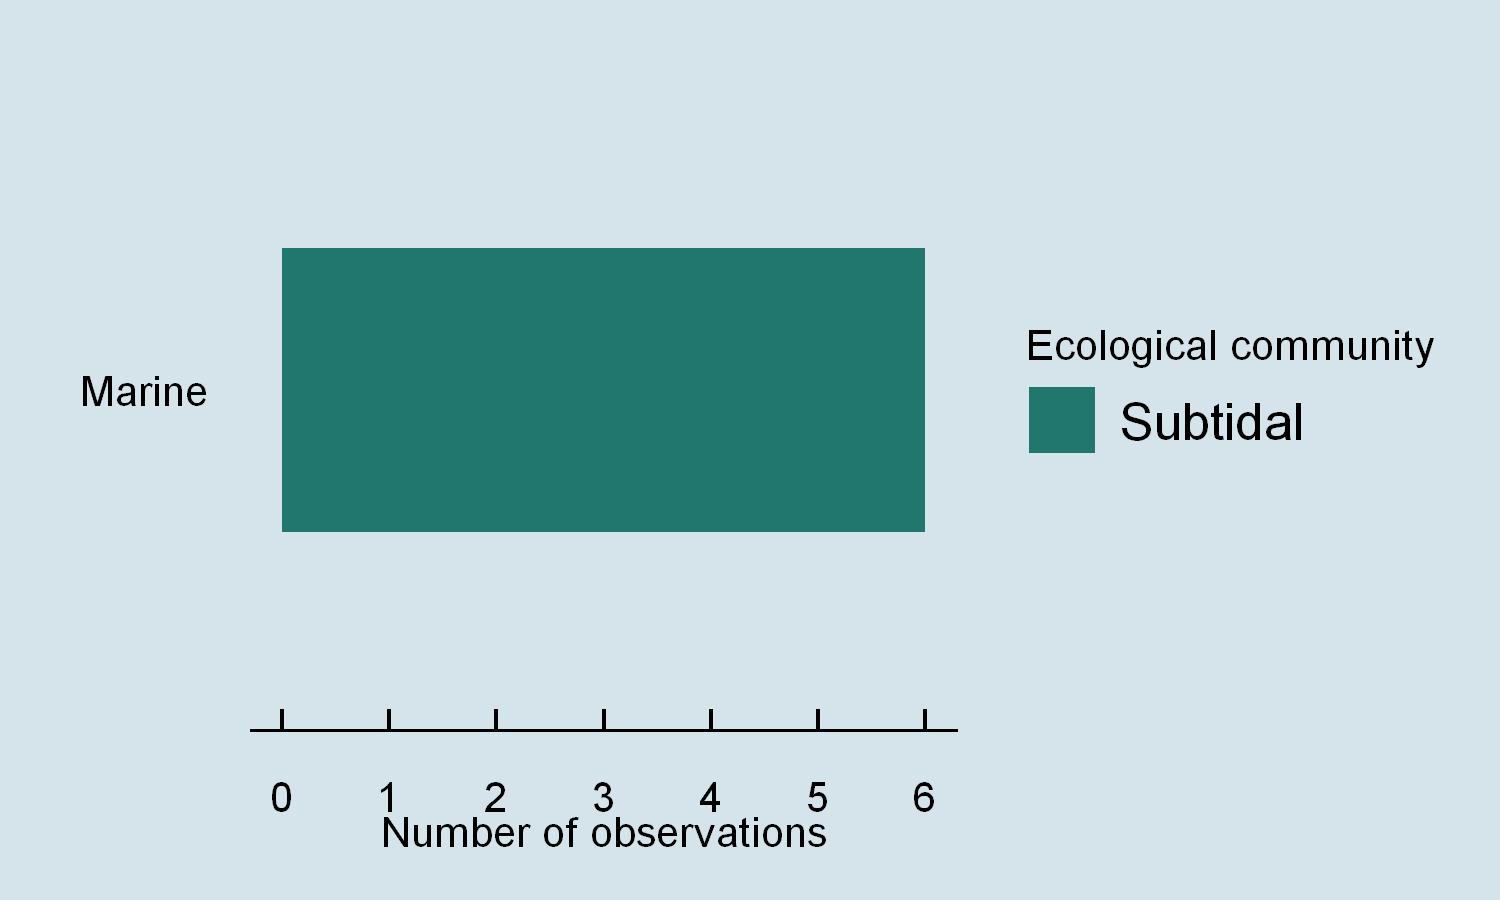 Marine
Ecological community
Subtidal
0 1 2 3 4 5 6
Number of observations